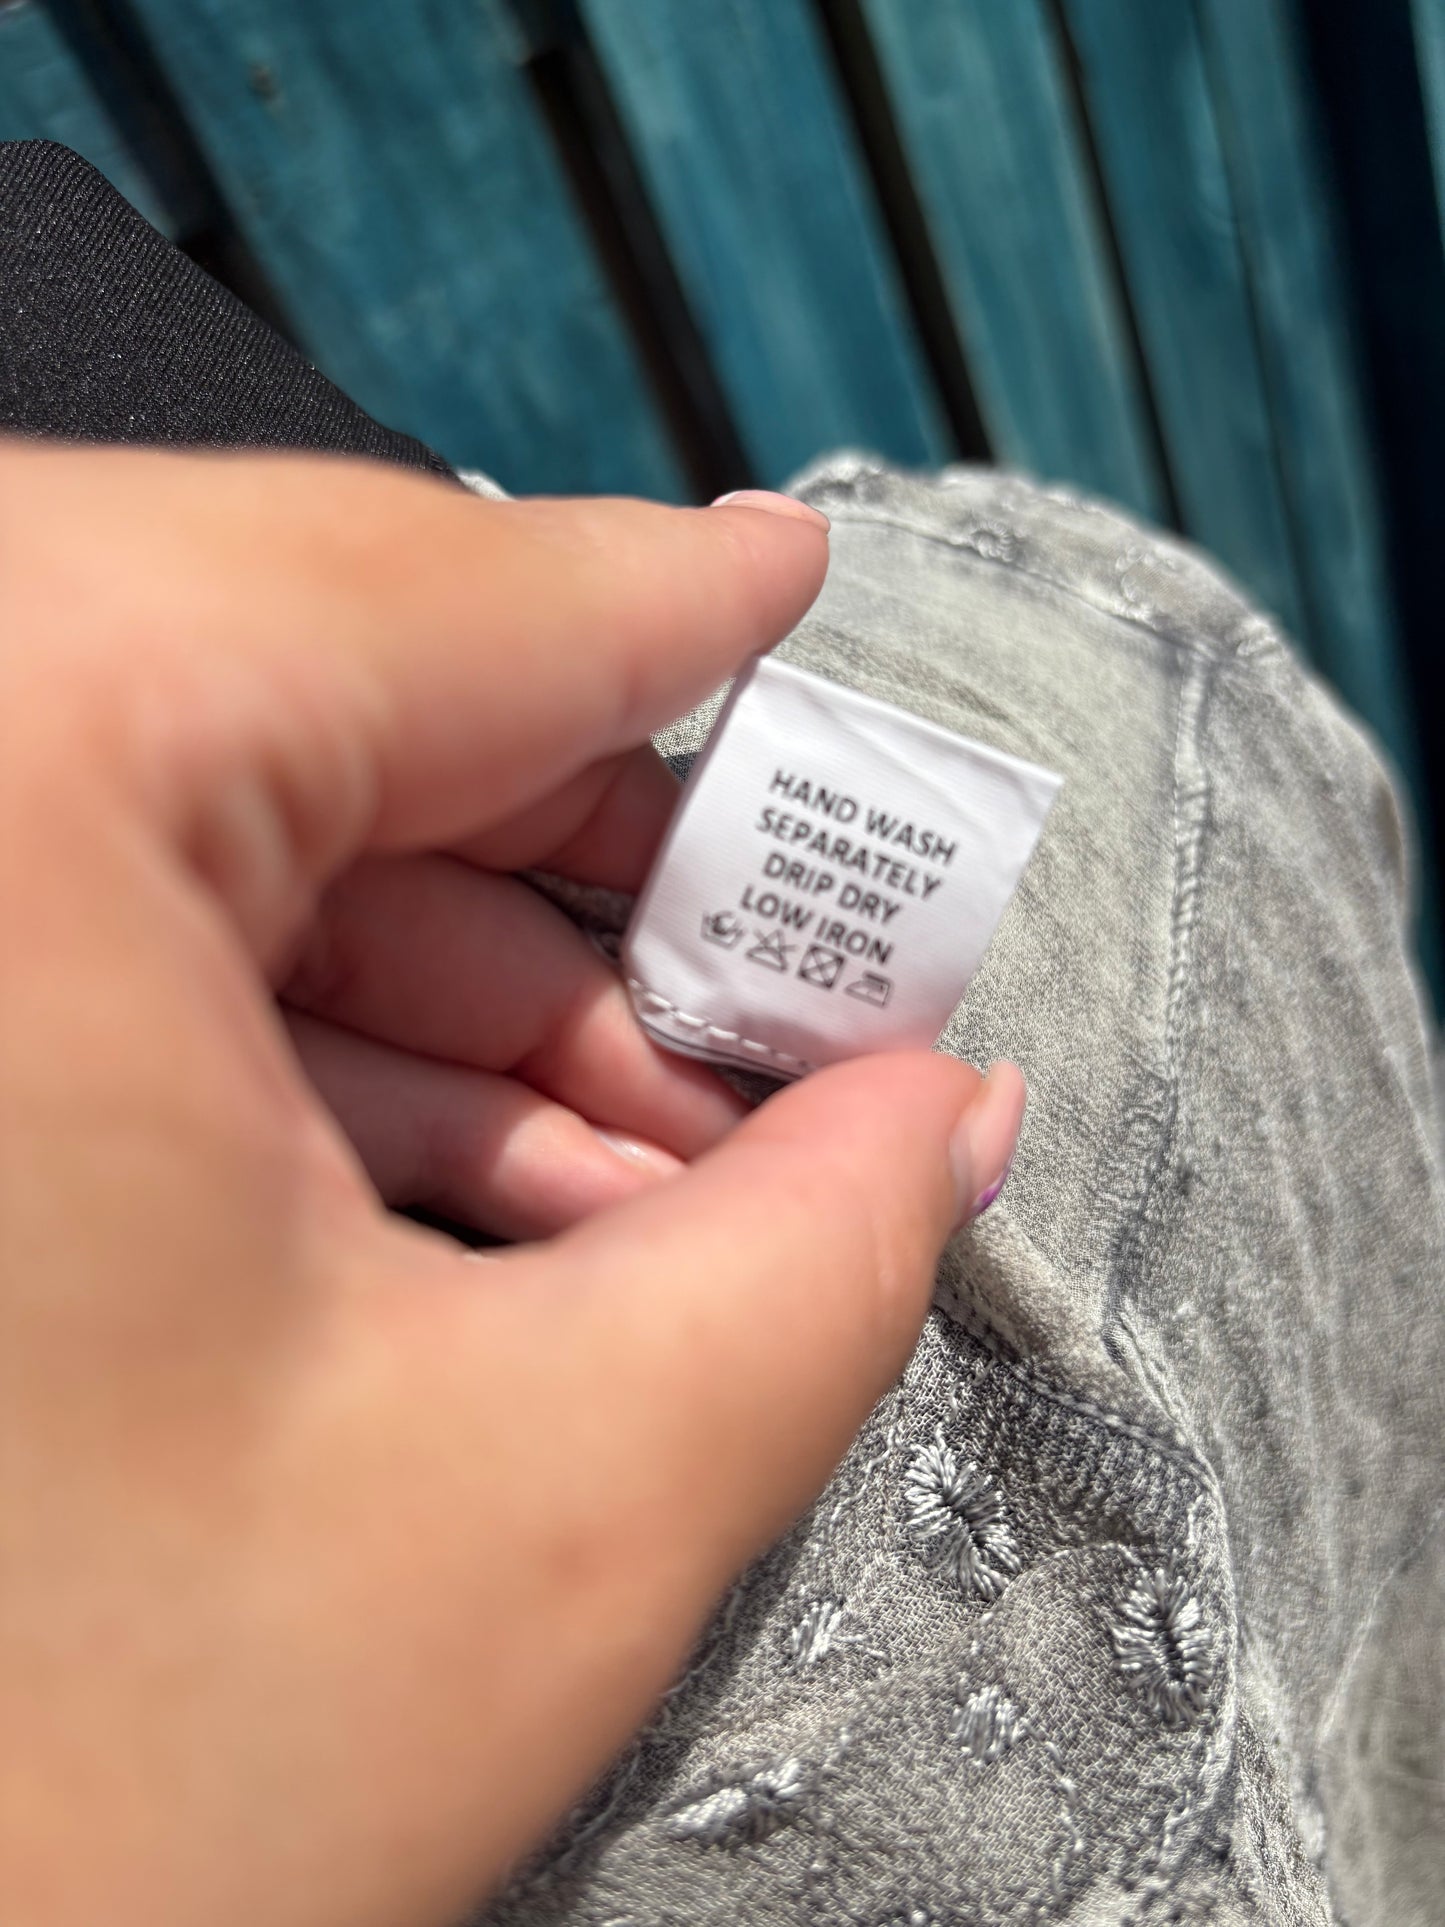 HAND WASH
SEPARATELY
DRIP DRY
LOW IRON